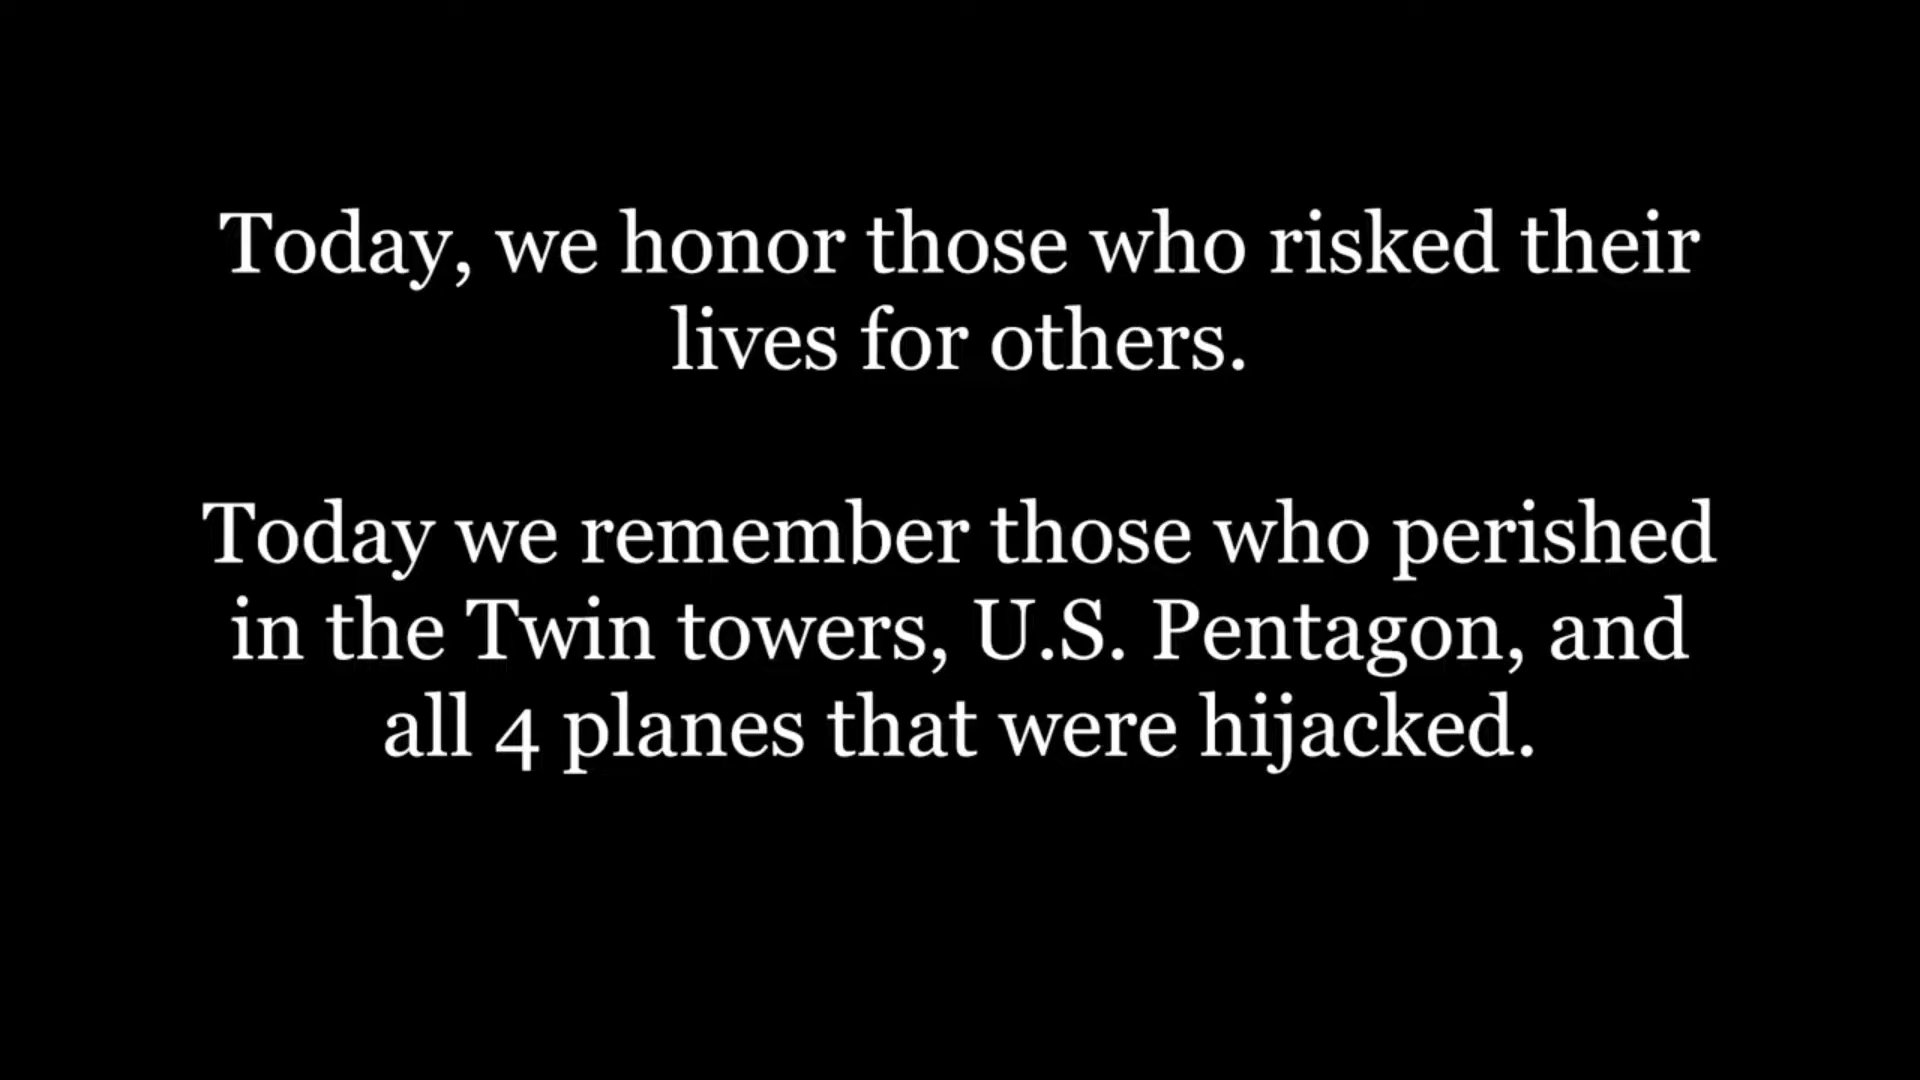 Today, we honor those who risked their
lives for others.
Today we remember those who perished
in the Twin towers, U.S. Pentagon, and
all 4 planes that were hijacked.